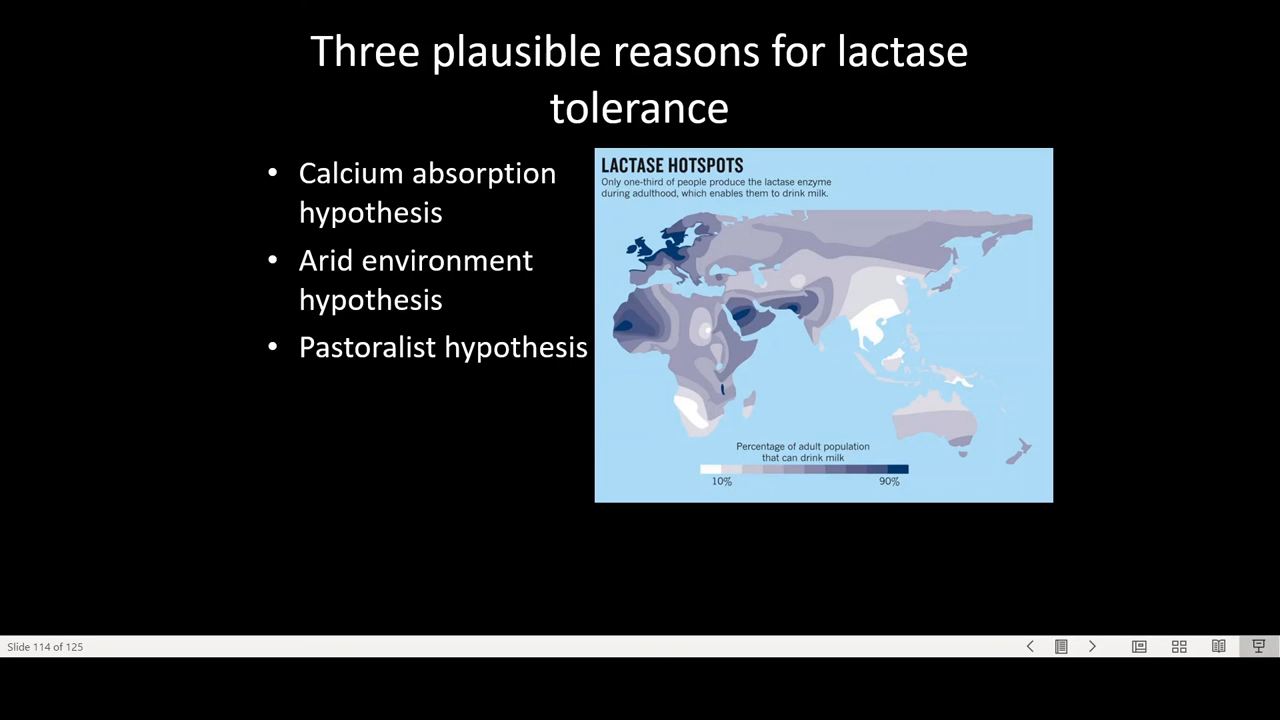 Three plausible reasons for lactase
tolerance
• Calcium absorption
hypothesis
• Arid environment
hypothesis
• Pastoralist hypothesis
LACTASE HOTSPOTS
Only one-third of people produce the lactase enzyme
during adulthood, which enables them to drink milk.
Percentage of adult population
that can drink milk
10% 90%
Slide 114 of 125